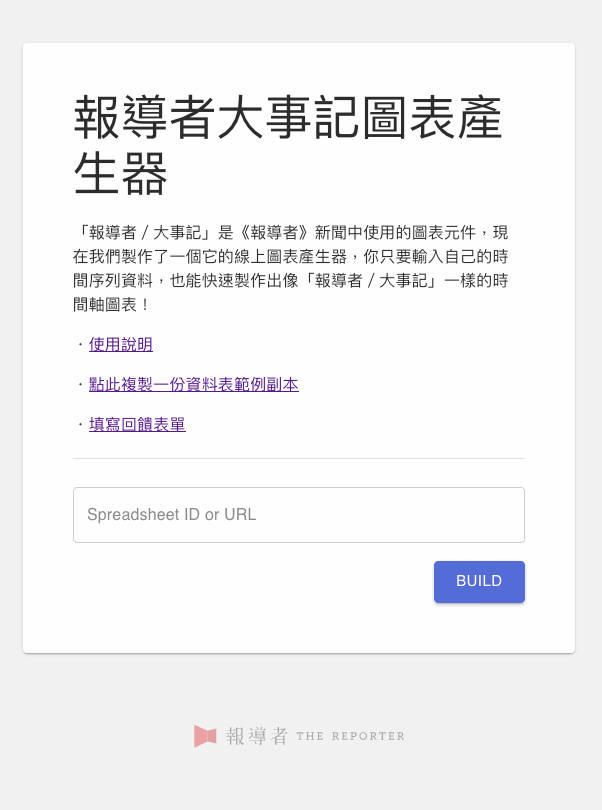 報導者大事記圖表產
生器
「報導者 / 大事記」是《報導者》新聞中使用的圖表元件，現
在我們製作了一個它的線上圖表產生器，你只要輸入自己的時
間序列資料，也能快速製作出像「報導者 / 大事記」一樣的時
間軸圖表！
・使用說明
・點此複製一份資料表範例副本
・填寫回饋表單
Spreadsheet ID or URL
BUILD
報導者 THE REPORTER